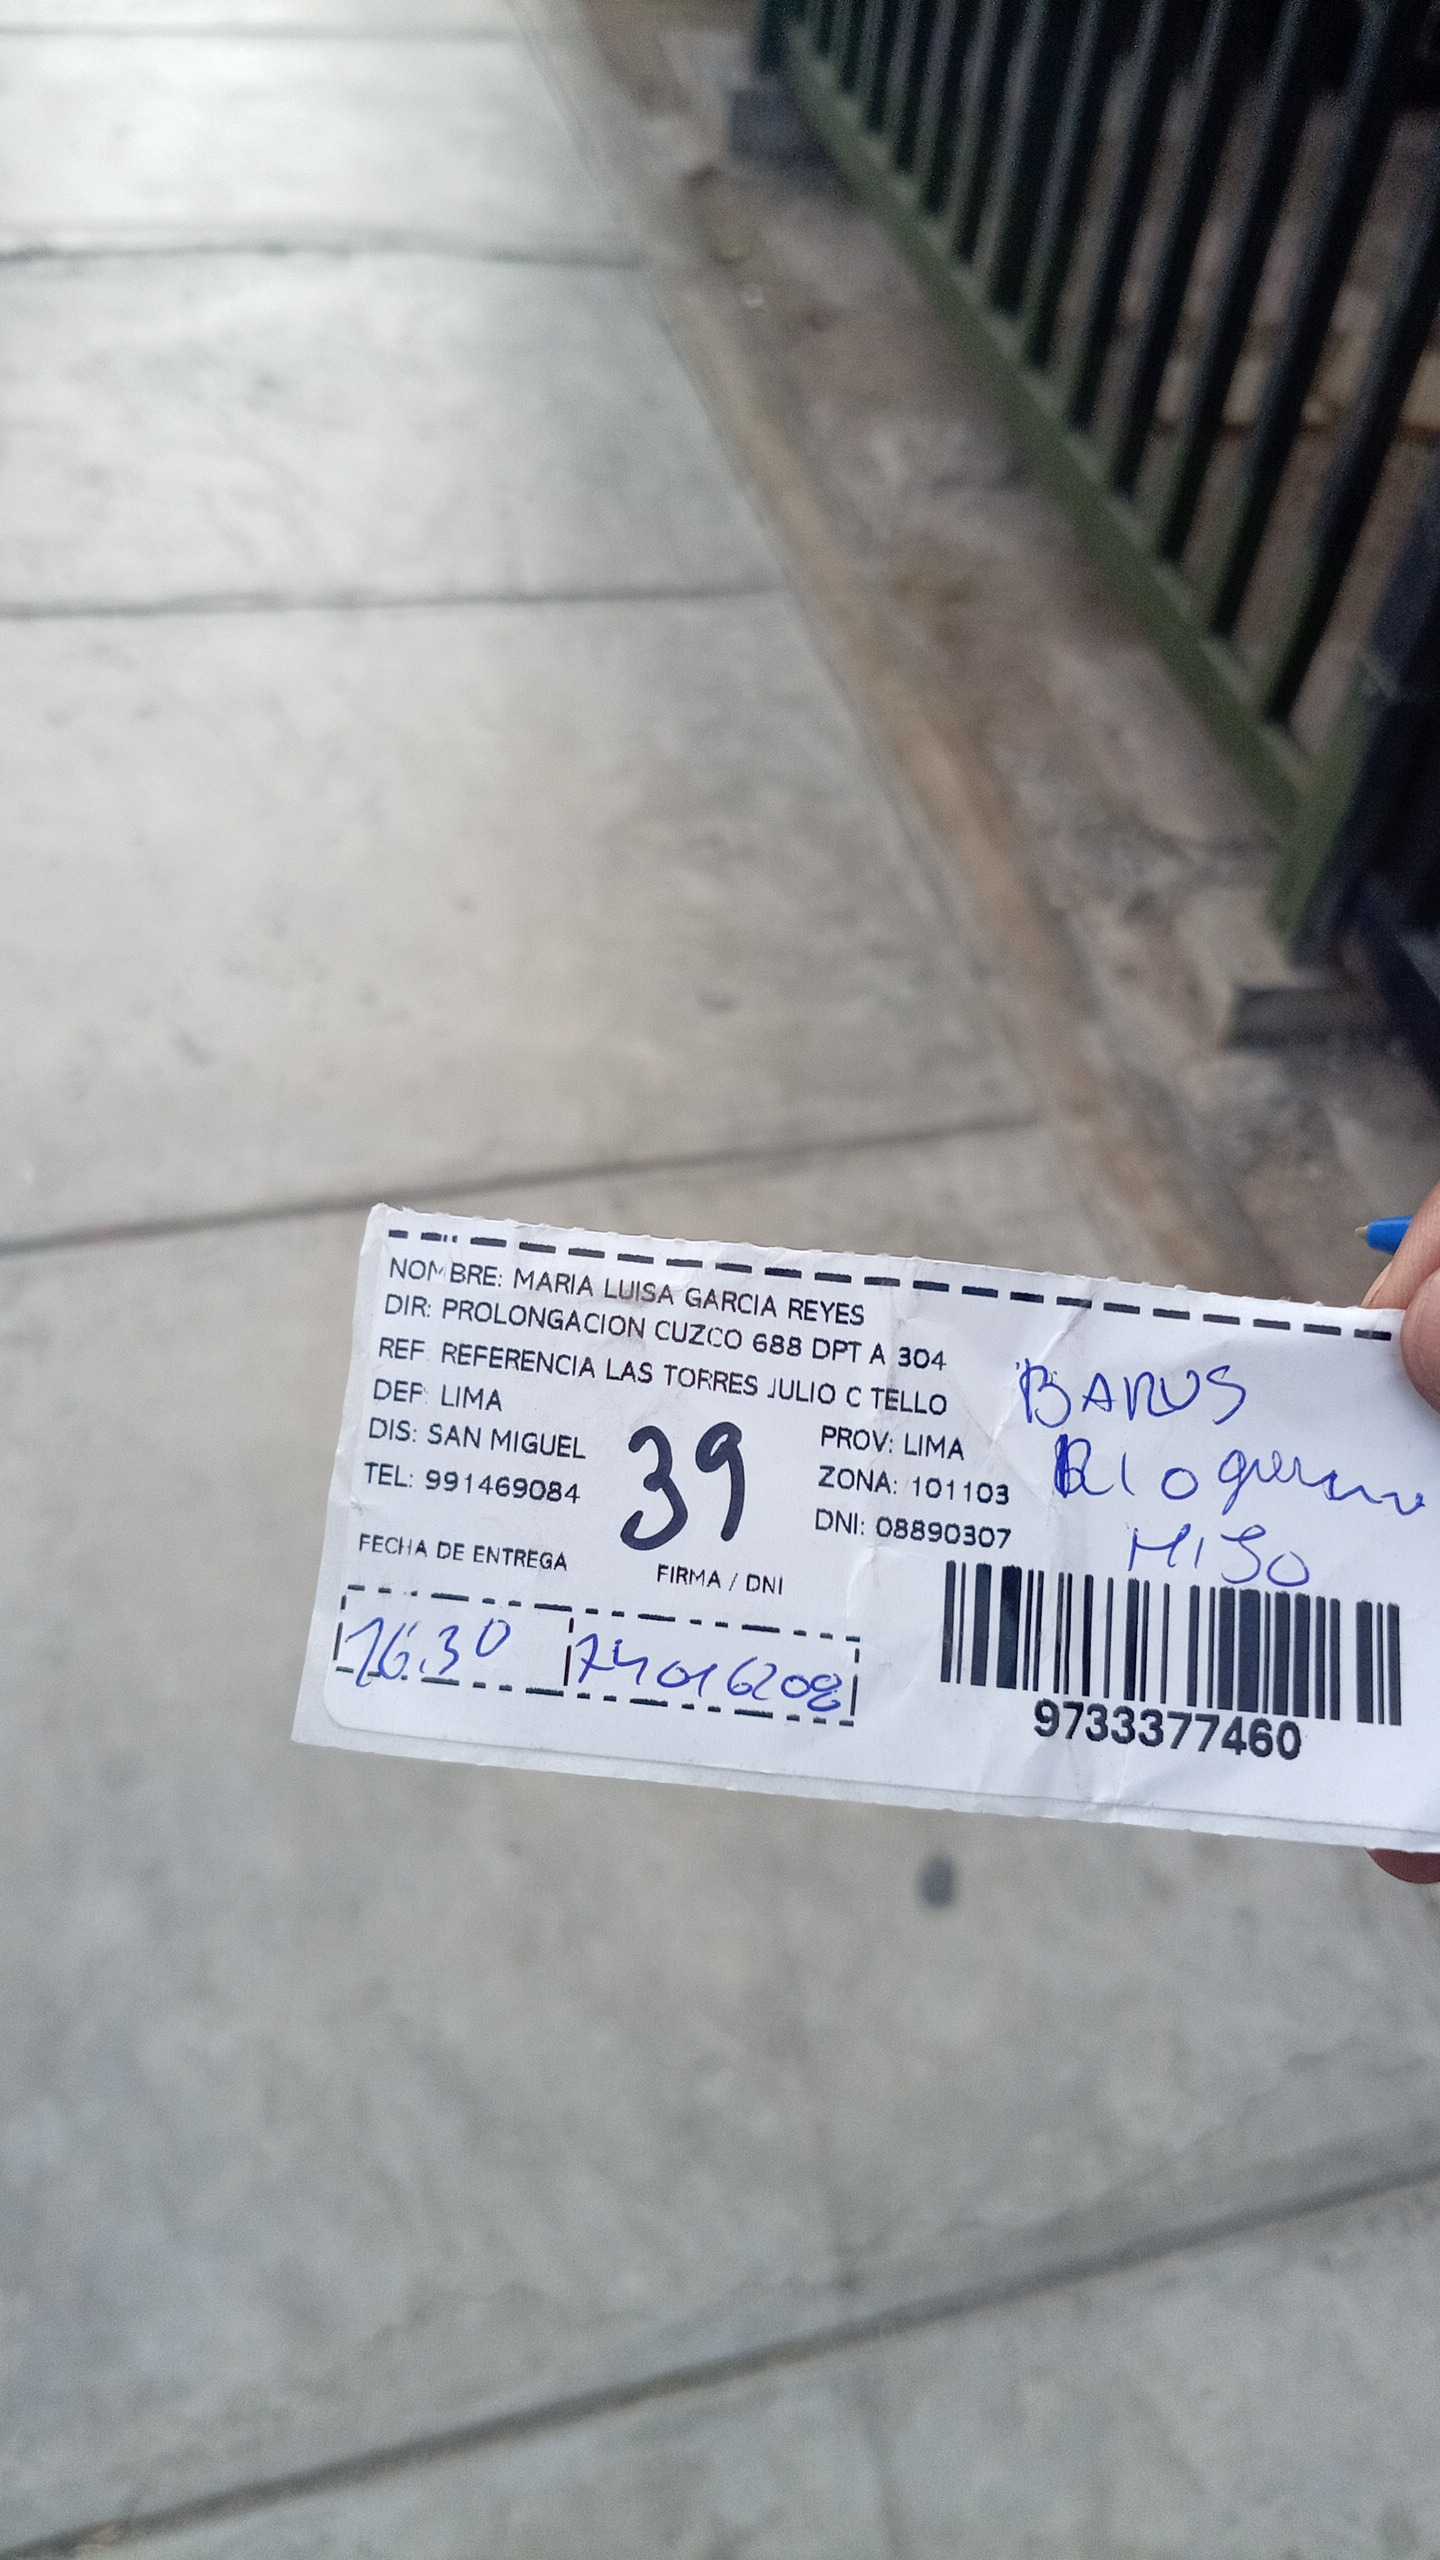 NOMBRE: MARIA LUISA GARCIA REYES
DIR: PROLONGACION CUZCO 688 DPT A 304
REF: REFERENCIA LAS TORRES JULIO C TELLO
DEP: LIMA
DIS: SAN MIGUEL
PROV: LIMA
TEL: 991469084
39
ZONA: 101103
DNI: 08890307
FECHA DE ENTREGA
FIRMA / DNI
16:30
74016208
HIJO
9733377460